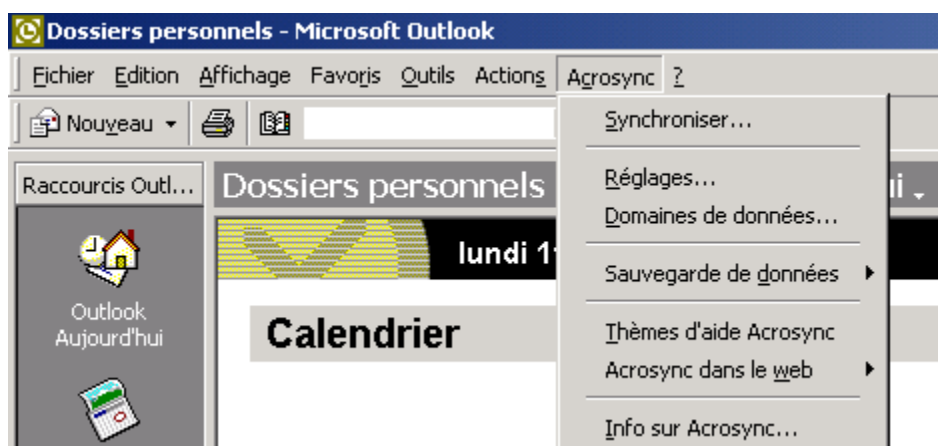 Dossiers personnels - Microsoft Outlook
Fichier Edition Affichage Favoris Outils Actions Acrosync ?
Nouveau
Synchroniser...
Raccourcis Outl...
Dossiers personnels
Réglages...
Domaines de données...
lundi
Sauvegarde de données
Outlook
Aujourd'hui
Calendrier
Thèmes d'aide Acrosync
Acrosync dans le web
Info sur Acrosync...